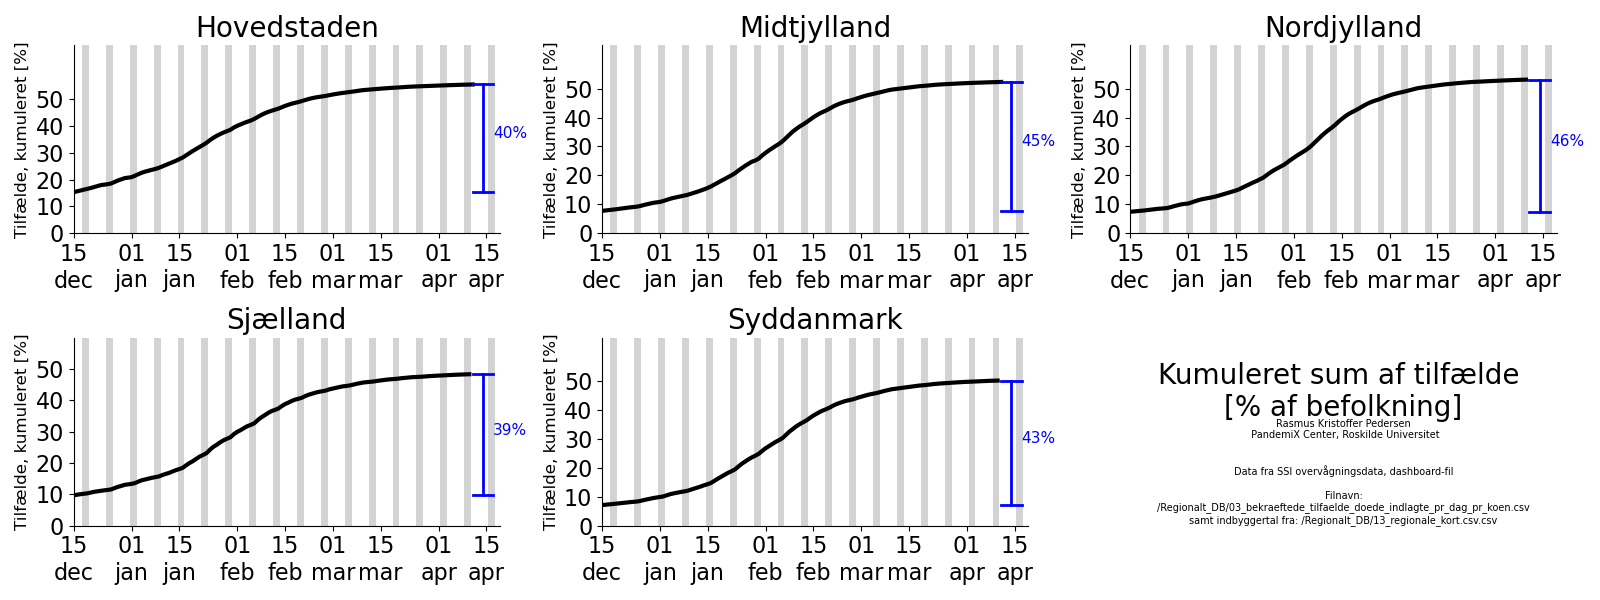 Hovedstaden
Tilfælde, kumuleret [%]
50
40
30
20
10
0
40%
15 01 15 01 15 01 15 01 15
dec jan jan feb feb mar mar apr apr
Midtjylland
Tilfælde, kumuleret [%]
50
40
30
20
10
0
45%
15 01 15 01 15 01 15 01 15
dec jan jan feb feb mar mar apr apr
Nordjylland
Tilfælde, kumuleret [%]
50
40
30
20
10
0
46%
15 01 15 01 15 01 15 01 15
dec jan jan feb feb mar mar apr apr
Sjælland
Tilfælde, kumuleret [%]
50
40
30
20
10
0
39%
15 01 15 01 15 01 15 01 15
dec jan jan feb feb mar mar apr apr
Syddanmark
Tilfælde, kumuleret [%]
50
40
30
20
10
0
43%
15 01 15 01 15 01 15 01 15
dec jan jan feb feb mar mar apr apr
Kumuleret sum af tilfælde
[% af befolkning]
Rasmus Kristoffer Pedersen
PandemiX Center, Roskilde Universitet
Data fra SSI overvågningsdata, dashboard-fil
Filnavn:
/Regionalt_DB/03_bekraeftede_tilfaelde_doede_indlagte_pr_dag_pr_koen.csv
samt indbyggertal fra: /Regionalt_DB/13_regionale_kort.csv.csv